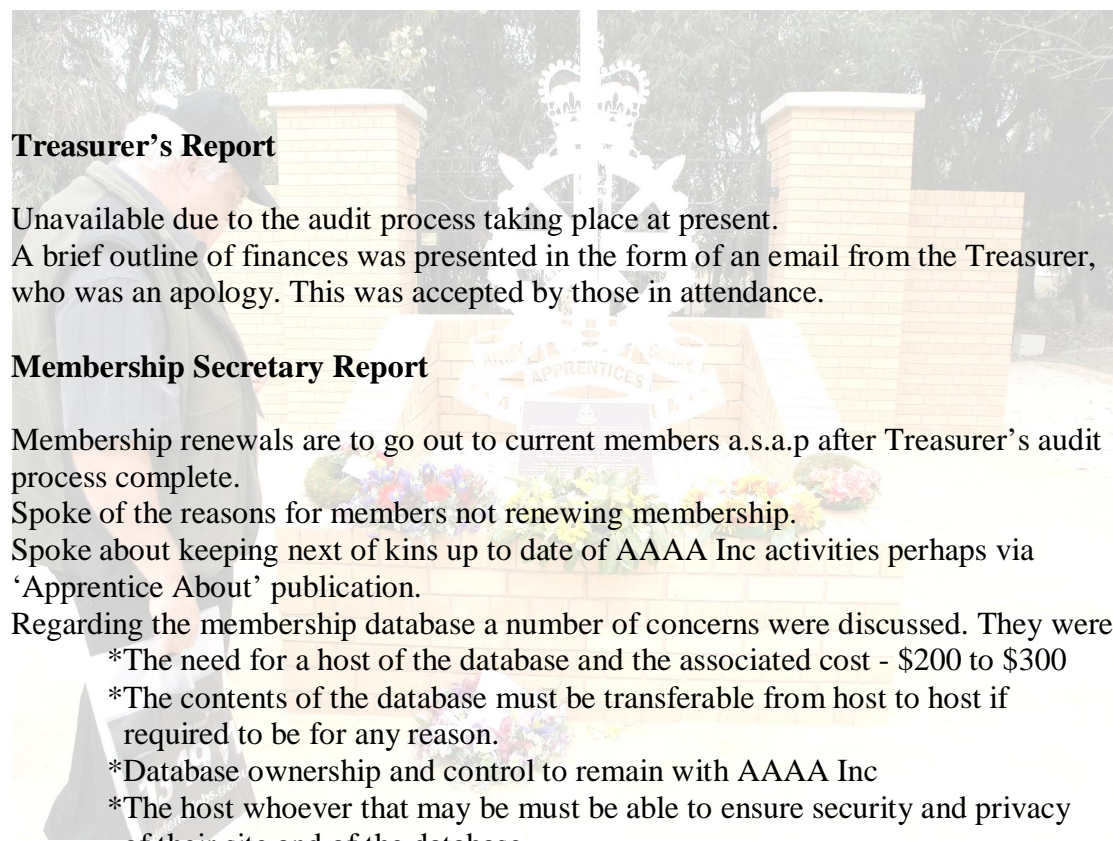 Treasurer’s Report
Unavailable due to the audit process taking place at present.
A brief outline of finances was presented in the form of an email from the Treasurer,
who was an apology. This was accepted by those in attendance.
Membership Secretary Report
Membership renewals are to go out to current members a.s.a.p after Treasurer’s audit
process complete.
Spoke of the reasons for members not renewing membership.
Spoke about keeping next of kins up to date of AAAA Inc activities perhaps via
‘Apprentice About’ publication.
Regarding the membership database a number of concerns were discussed. They were
*The need for a host of the database and the associated cost - $200 to $300
*The contents of the database must be transferable from host to host if
required to be for any reason.
*Database ownership and control to remain with AAAA Inc
*The host whoever that may be must be able to ensure security and privacy
of their site and of the database
APPRENTICES